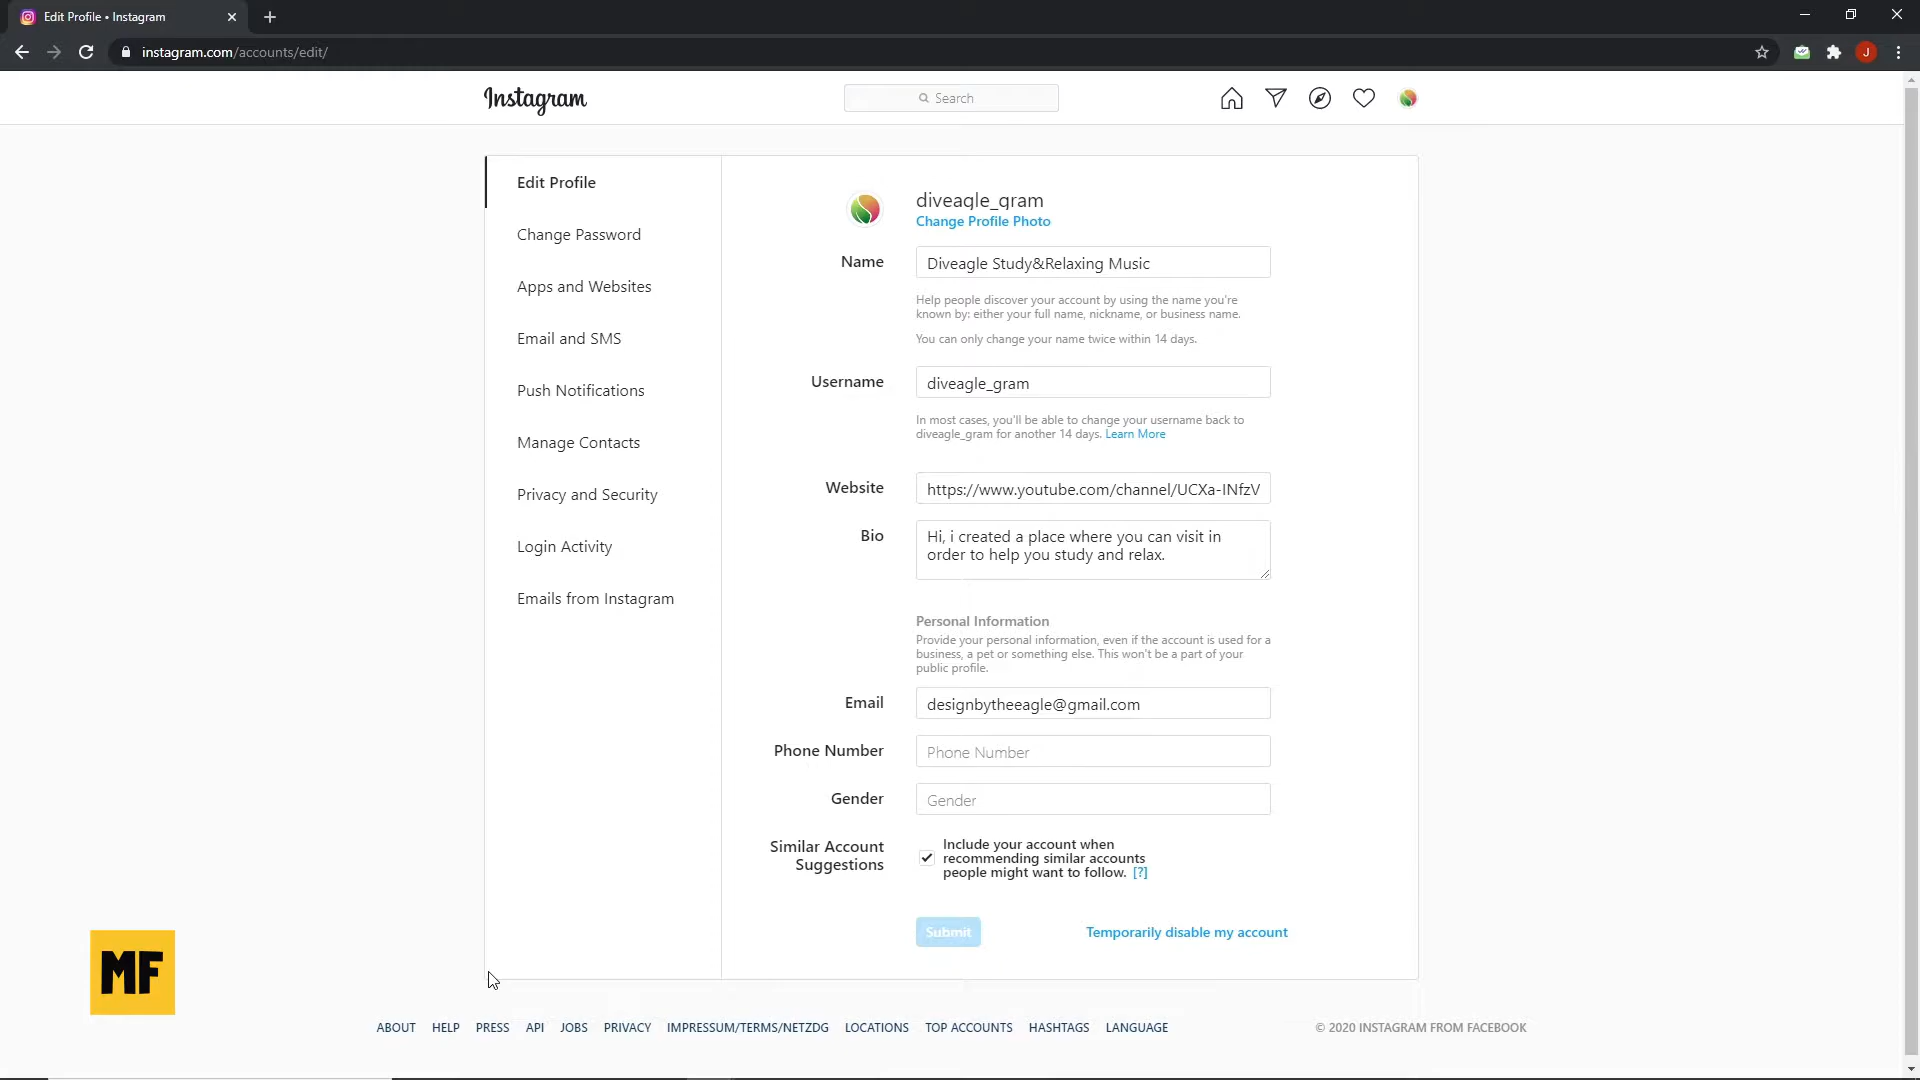 Edit Profile • Instagram
instagram.com/accounts/edit/
J
Instagram
Search
Edit Profile
Change Password
Apps and Websites
Email and SMS
Push Notifications
Manage Contacts
Privacy and Security
Login Activity
Emails from Instagram
diveagle_gram
Change Profile Photo
Name
Diveagle Study&Relaxing Music
Help people discover your account by using the name you're
known by: either your full name, nickname, or business name.
You can only change your name twice within 14 days.
Username
diveagle_gram
In most cases, you'll be able to change your username back to
diveagle_gram for another 14 days. Learn More
Website
https://www.youtube.com/channel/UCXa-INfzV
Bio
Hi, i created a place where you can visit in
order to help you study and relax.
Personal Information
Provide your personal information, even if the account is used for a
business, a pet or something else. This won't be a part of your
public profile.
Email
designbytheeagle@gmail.com
Phone Number
Phone Number
Gender
Gender
Similar Account
Suggestions
Include your account when
recommending similar accounts
people might want to follow. [?]
Submit
Temporarily disable my account
MF
ABOUT HELP PRESS API JOBS PRIVACY IMPRESSUM/TERMS/NETZDG LOCATIONS TOP ACCOUNTS HASHTAGS LANGUAGE
© 2020 INSTAGRAM FROM FACEBOOK